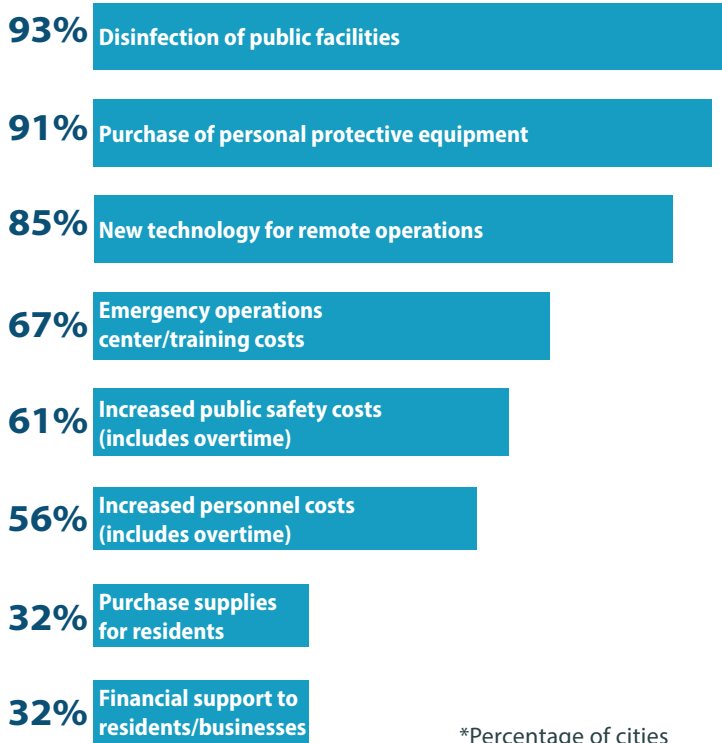 93% Disinfection of public facilities
91% Purchase of personal protective equipment
85% New technology for remote operations
67% Emergency operations
center/training costs
61% Increased public safety costs
(includes overtime)
56% Increased personnel costs
(includes overtime)
32% Purchase supplies
for residents
32% Financial support to
residents/businesses
*Percentage of cities